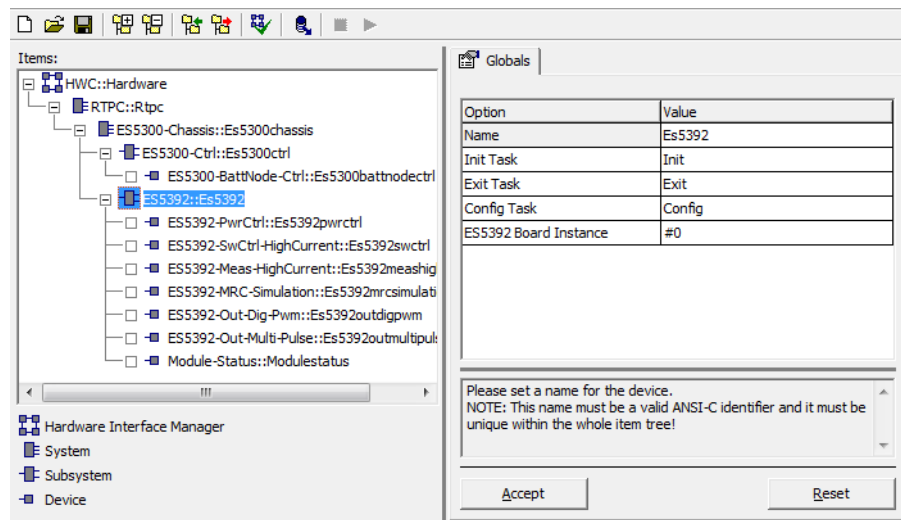 Items:
HWC::Hardware
RTPC::Rtpc
ES5300-Chassis::Es5300chassis
ES5300-Ctrl::Es5300ctrl
ES5300-BattNode-Ctrl::Es5300battnodectrl
ES5392::Es5392
ES5392-PwrCtrl::Es5392pwrctrl
ES5392-SwCtrl-HighCurrent::Es5392swctrl
ES5392-Meas-HighCurrent::Es5392meashig
ES5392-MRC-Simulation::Es5392mrcsimulati
ES5392-Out-Dig-Pwm::Es5392outdigpwm
ES5392-Out-Multi-Pulse::Es5392outmultipuls
Module-Status::Modulestatus
Hardware Interface Manager
System
Subsystem
Device
Globals
Option Value
Name Es5392
Init Task Init
Exit Task Exit
Config Task Config
ES5392 Board Instance #0
Please set a name for the device.
NOTE: This name must be a valid ANSI-C identifier and it must be
unique within the whole item tree!
Accept Reset